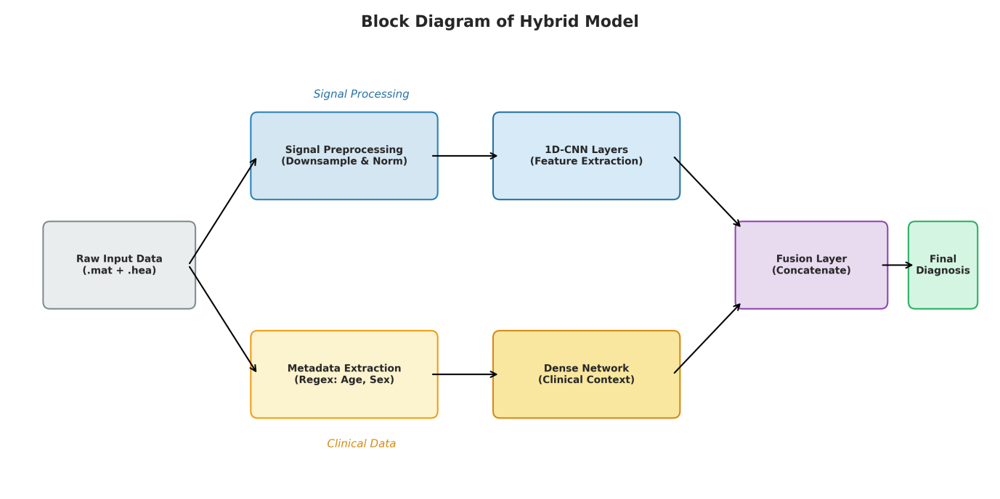 Block Diagram of Hybrid Model
Signal Processing
Signal Preprocessing
(Downsample & Norm)
1D-CNN Layers
(Feature Extraction)
Raw Input Data
(.mat + .hea)
Fusion Layer
(Concatenate)
Final
Diagnosis
Metadata Extraction
(Regex: Age, Sex)
Dense Network
(Clinical Context)
Clinical Data